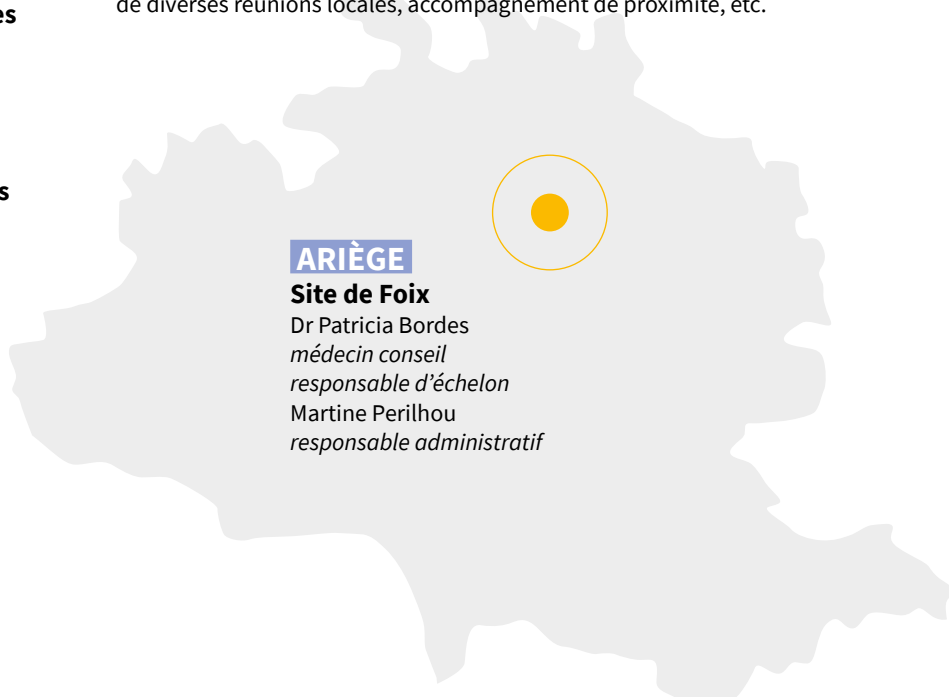 de diverses réunions locales, accompagnement de proximité, etc.
ARIÈGE
Site de Foix
Dr Patricia Bordes
médecin conseil
responsable d’échelon
Martine Perilhou
responsable administratif